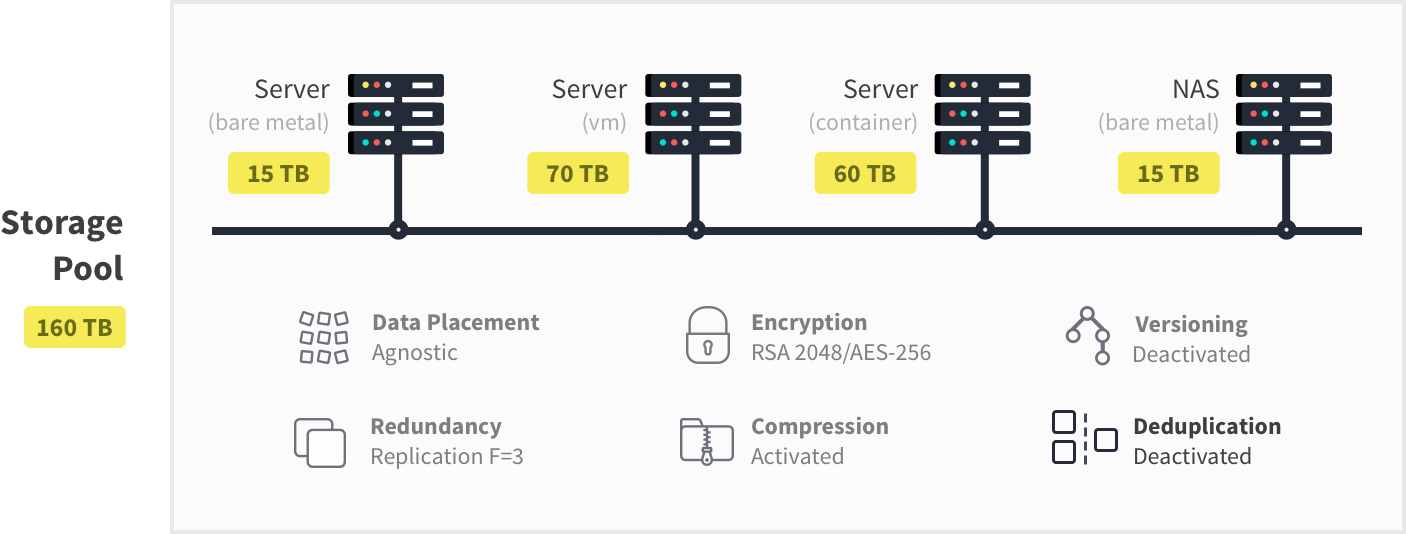 Storage
Pool
160 TB
Server
(bare metal)
15 TB
Server
(vm)
70 TB
Server
(container)
60 TB
NAS
(bare metal)
15 TB
Data Placement
Agnostic
Encryption
RSA 2048/AES-256
Versioning
Deactivated
Redundancy
Replication F=3
Compression
Activated
Deduplication
Deactivated